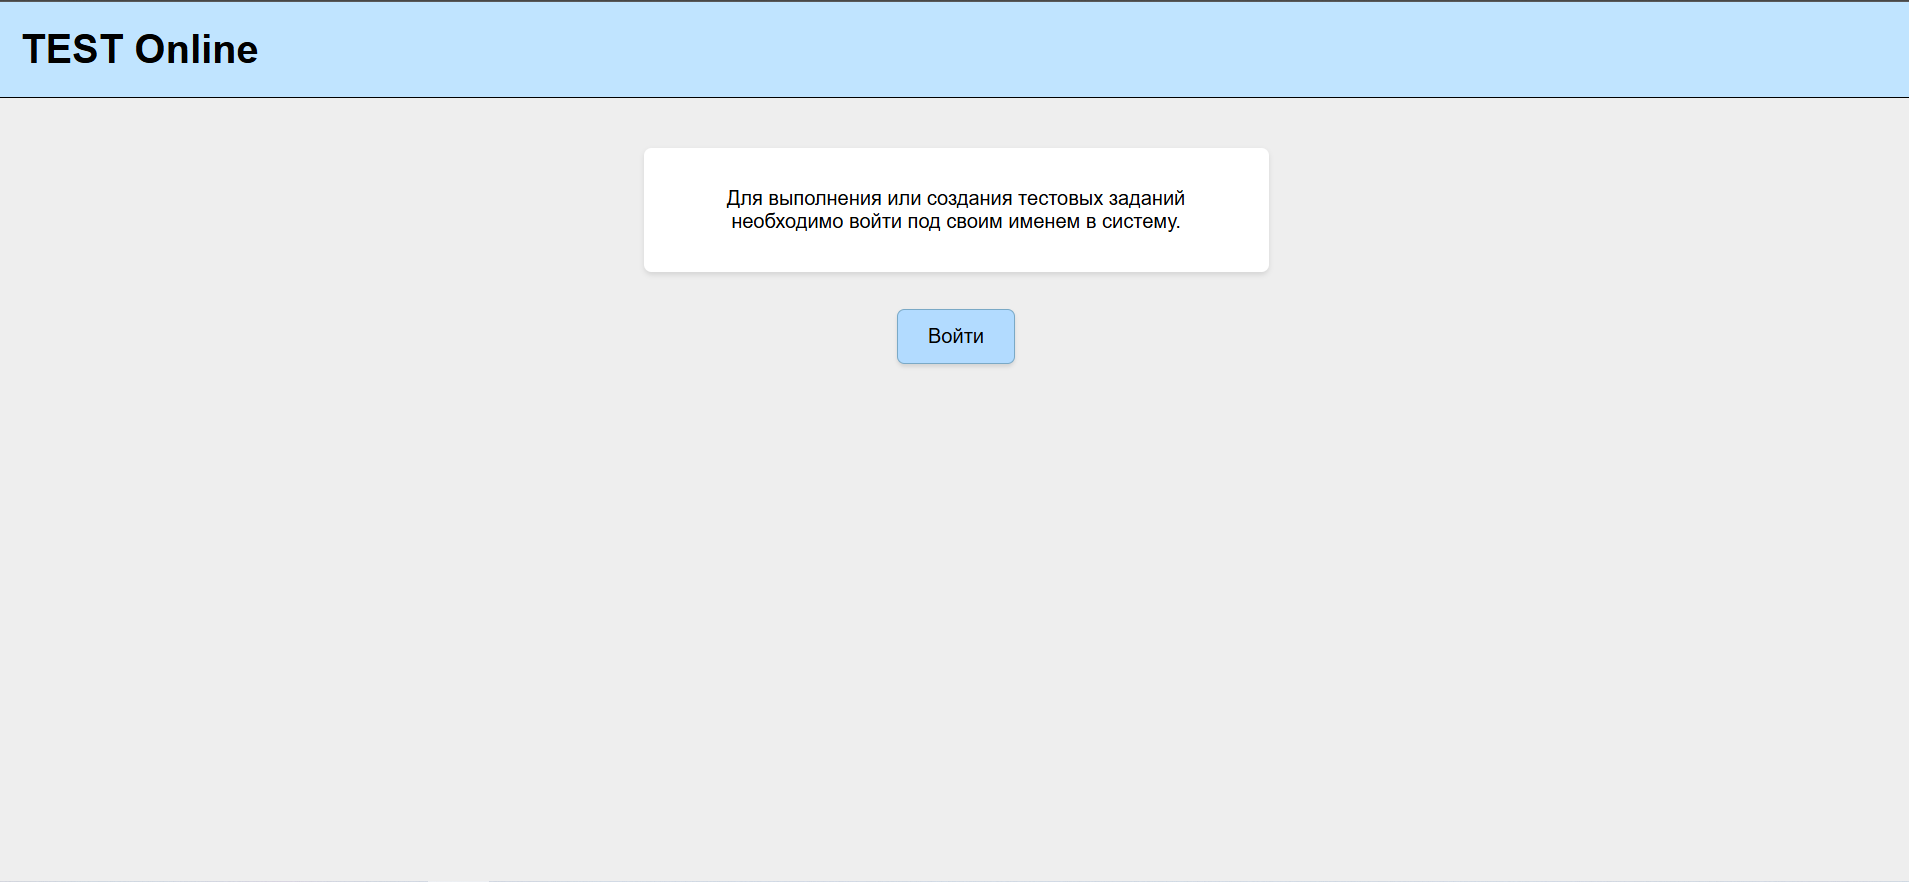 TEST Online
Для выполнения или создания тестовых заданий
необходимо войти под своим именем в систему.
Войти